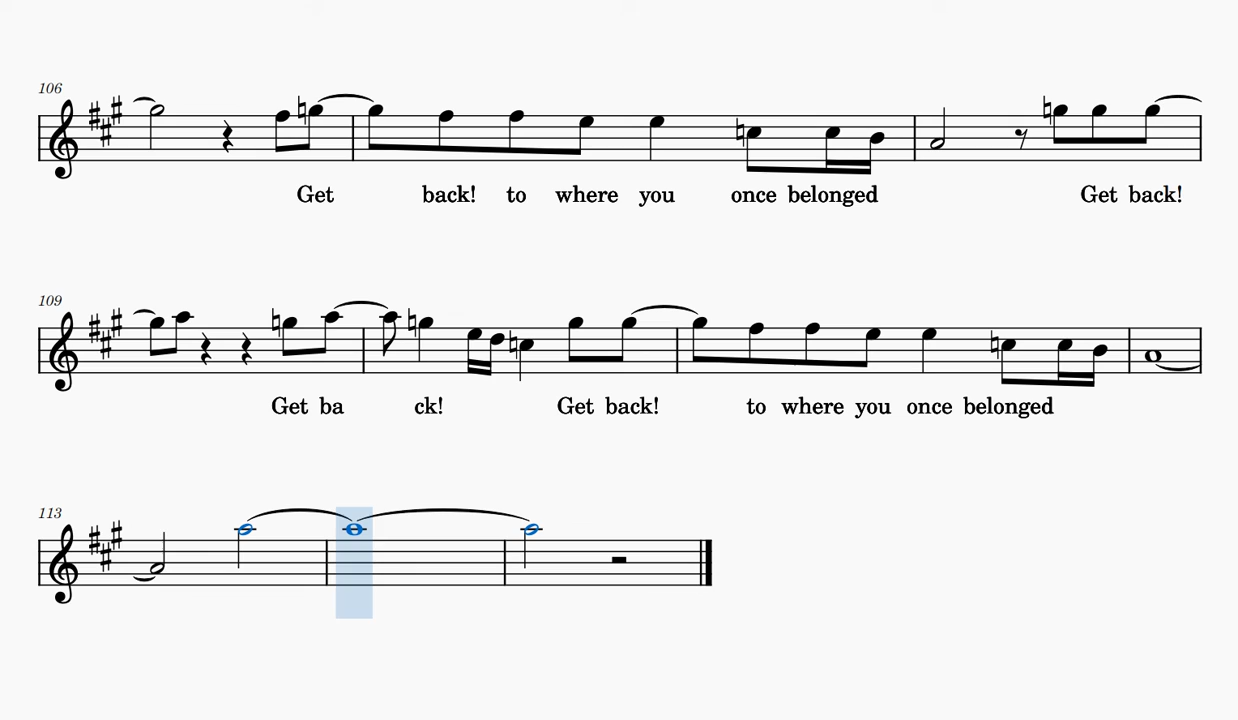 106
Get back! to where you once belonged Get back!
109
Get ba ck! Get back! to where you once belonged
113